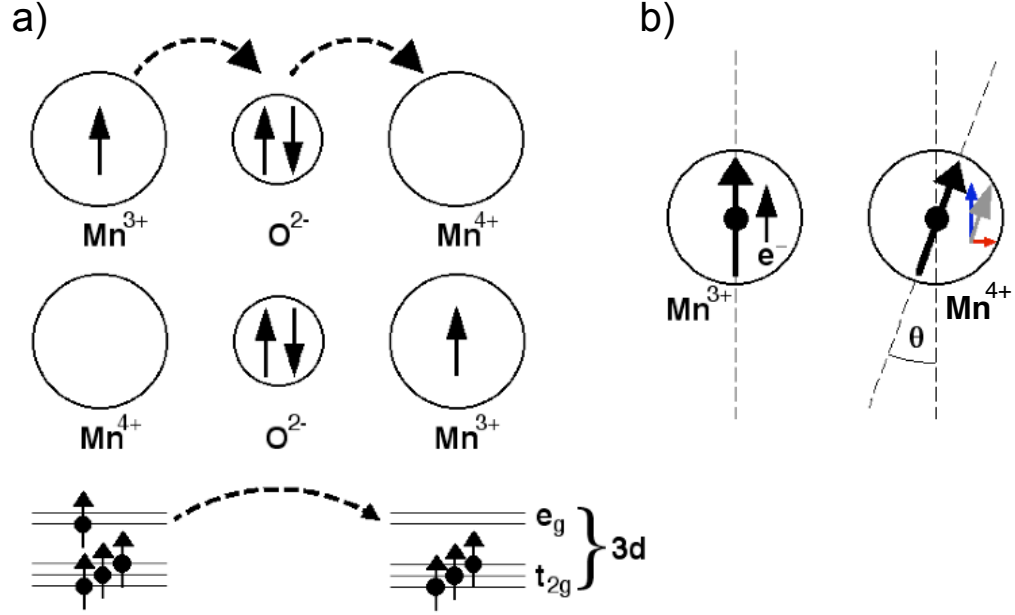 a)
Mn3+ O2- Mn4+
Mn4+ O2- Mn3+
eg
t2g
3d
b)
e−
Mn3+
Mn4+
θ